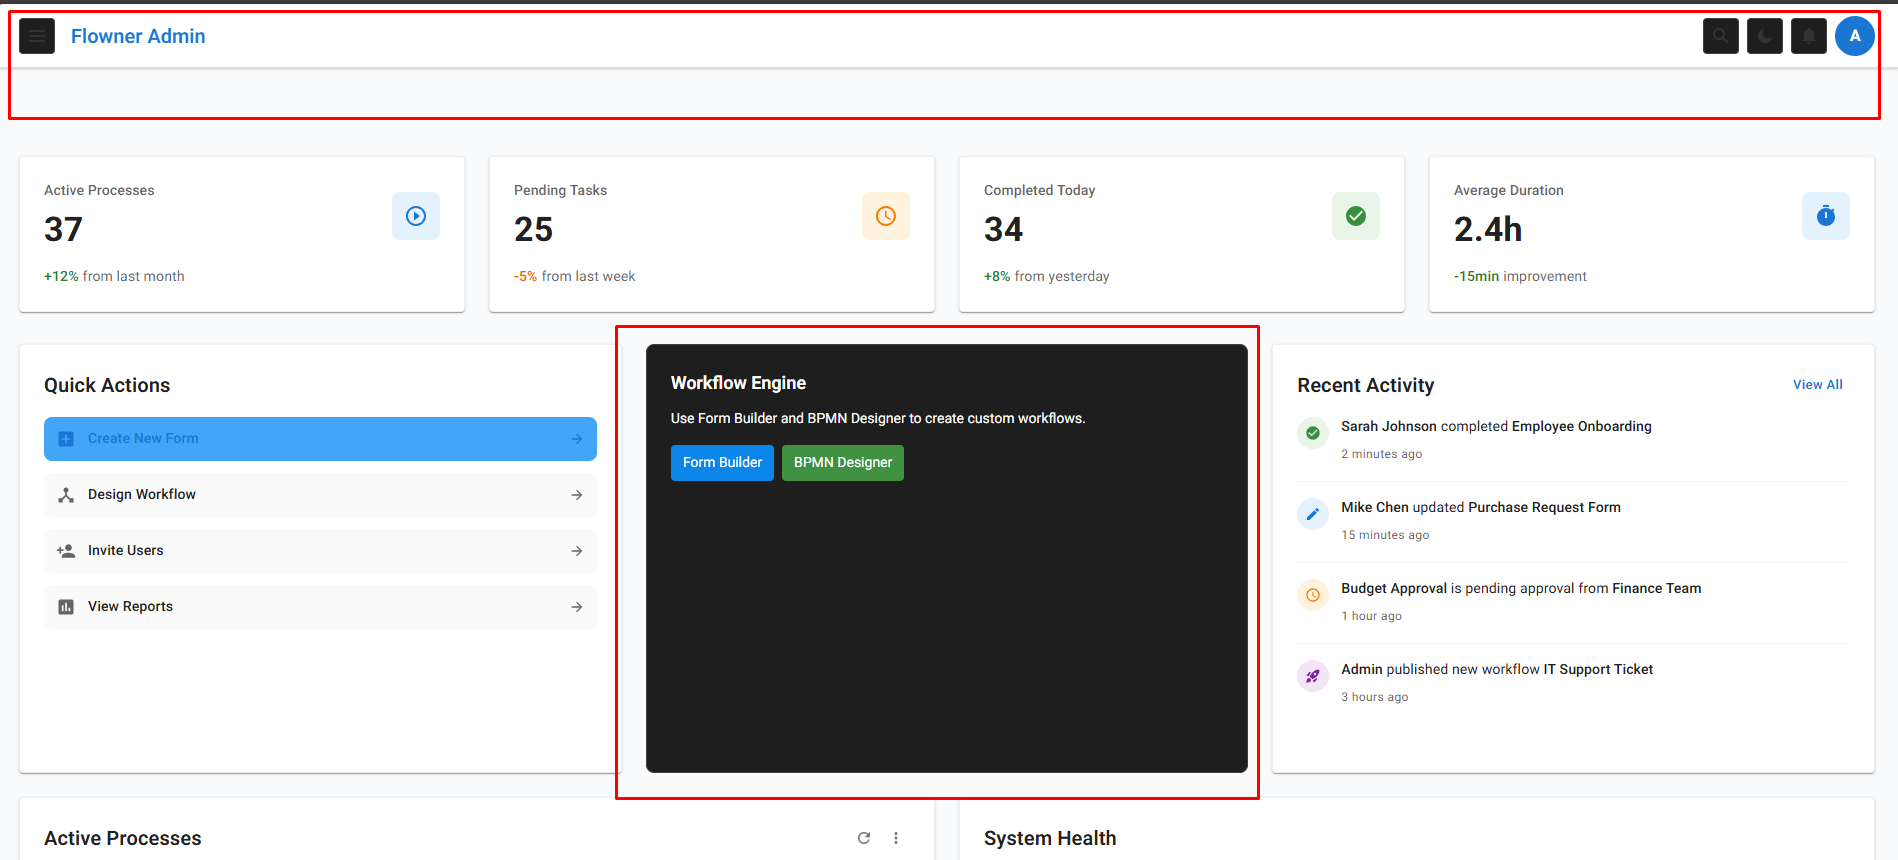 Flowner Admin
A
Active Processes
37
+12% from last month
Pending Tasks
25
-5% from last week
Completed Today
34
+8% from yesterday
Average Duration
2.4h
-15min improvement
Quick Actions
Create New Form
Design Workflow
Invite Users
View Reports
Workflow Engine
Use Form Builder and BPMN Designer to create custom workflows.
Form Builder
BPMN Designer
Recent Activity
View All
Sarah Johnson completed Employee Onboarding
2 minutes ago
Mike Chen updated Purchase Request Form
15 minutes ago
Budget Approval is pending approval from Finance Team
1 hour ago
Admin published new workflow IT Support Ticket
3 hours ago
Active Processes
System Health